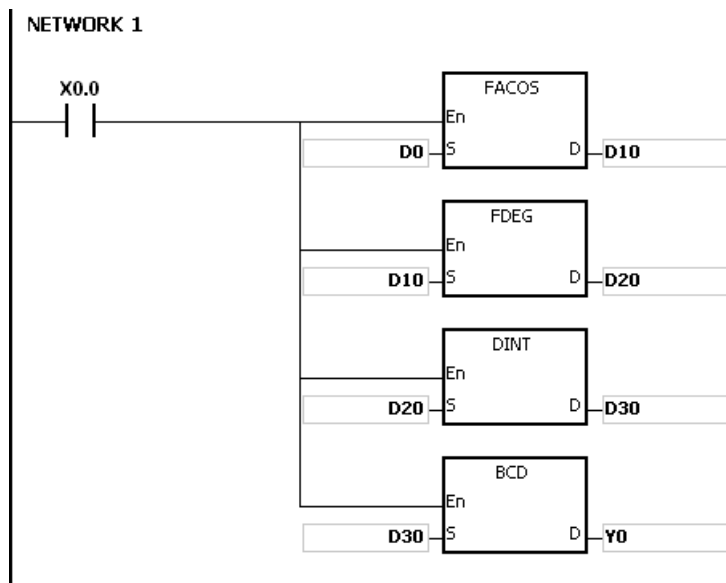 NETWORK 1
X0.0
FACOS
En
D0 S D D10
FDEG
En
D10 S D D20
DINT
En
D20 S D D30
BCD
En
D30 S D Y0